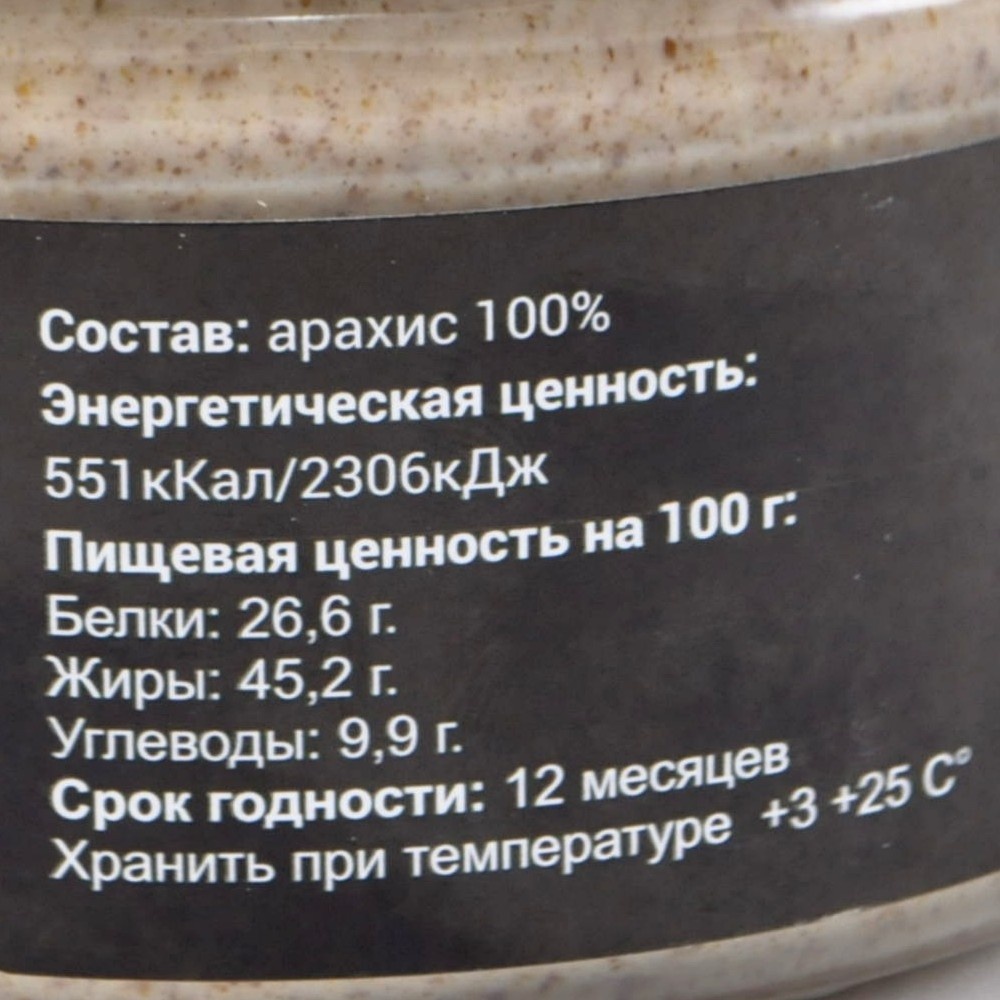 Состав: арахис 100%
Энергетическая ценность:
551кКал/2306кДж
Пищевая ценность на 100 г:
Белки: 26,6 г.
Жиры: 45,2 г.
Углеводы: 9,9 г.
Срок годности: 12 месяцев
Хранить при температуре +3 +25 С°